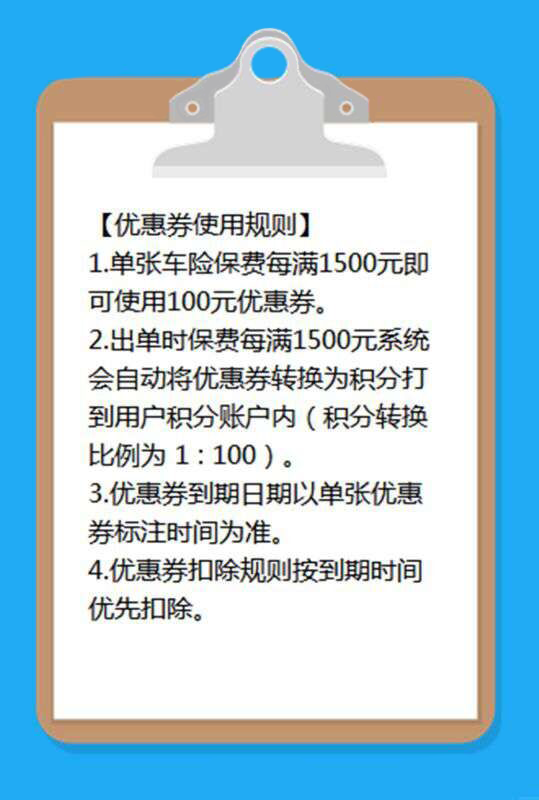 【优惠券使用规则】
1.单张车险保费每满1500元即
可使用100元优惠券。
2.出单时保费每满1500元系统
会自动将优惠券转换为积分打
到用户积分账户内（积分转换
比例为 1：100）。
3.优惠券到期日期以单张优惠
券标注时间为准。
4.优惠券扣除规则按到期时间
优先扣除。